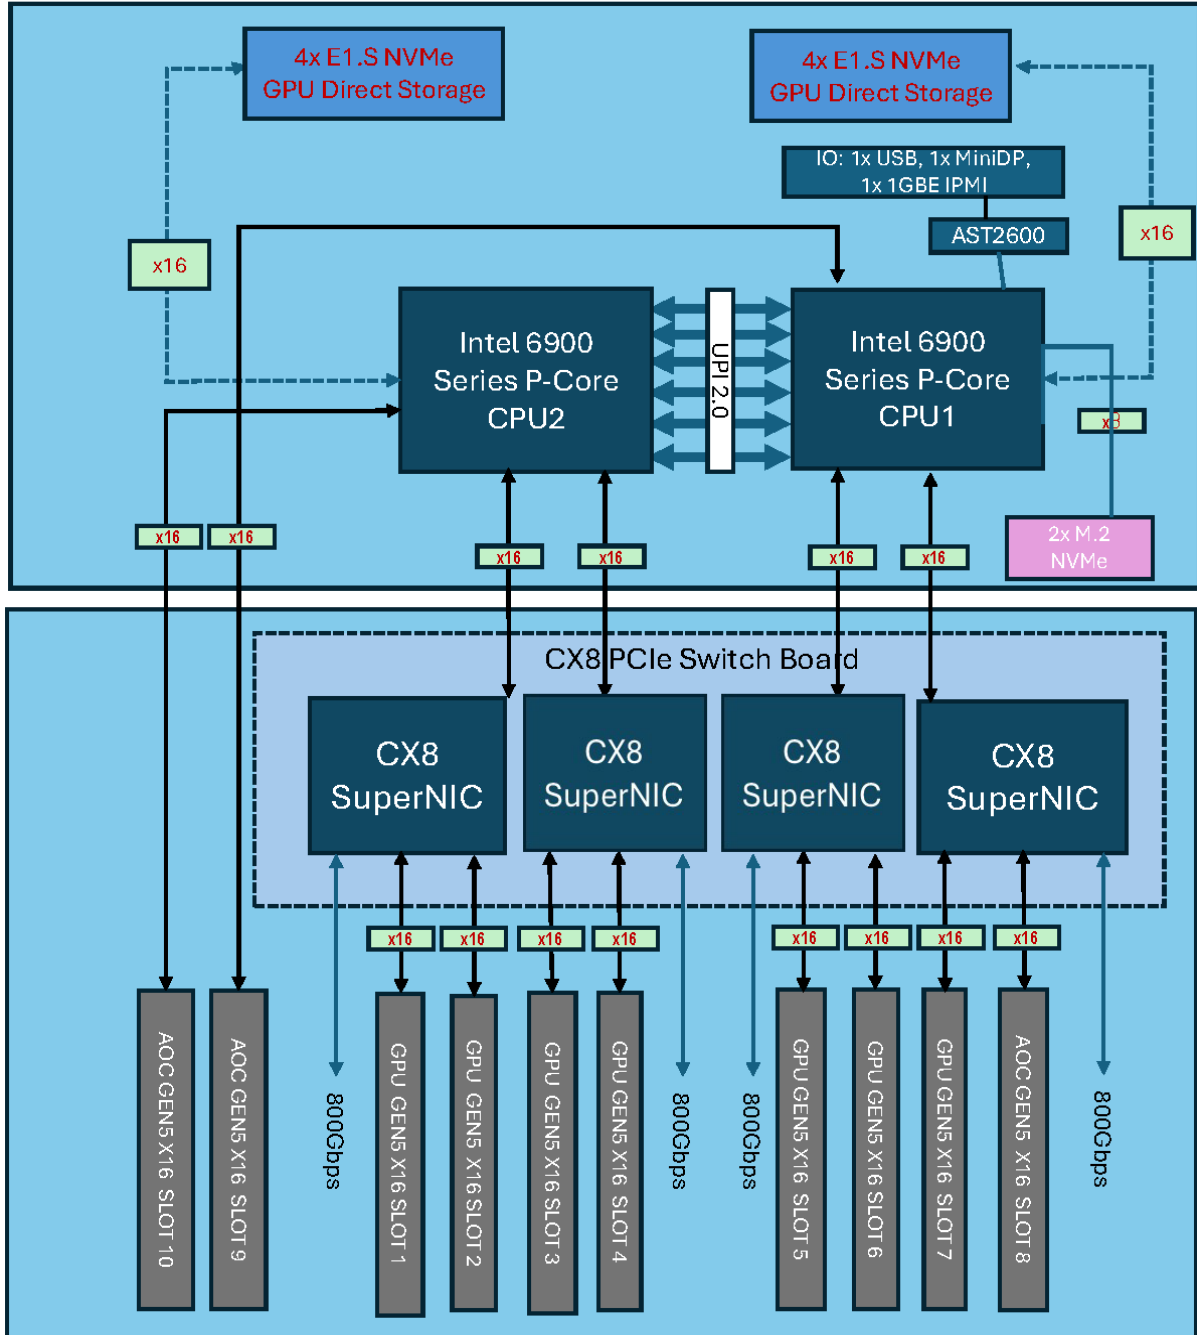 4x E1.S NVMe
GPU Direct Storage
4x E1.S NVMe
GPU Direct Storage
IO: 1x USB, 1x MiniDP,
1x 1GBE IPMI
AST2600
x16
x16
Intel 6900
Series P-Core
CPU2
UPI 2.0
Intel 6900
Series P-Core
CPU1
x8
x16
x16
x16
x16
x16
x16
2x M.2
NVMe
CX8 PCIe Switch Board
CX8
SuperNIC
CX8
SuperNIC
CX8
SuperNIC
CX8
SuperNIC
x16
x16
x16
x16
x16
x16
x16
x16
AOC GEN5 X16 SLOT 10
AOC GEN5 X16 SLOT 9
800Gbps
GPU GEN5 X16 SLOT 1
GPU GEN5 X16 SLOT 2
GPU GEN5 X16 SLOT 3
GPU GEN5 X16 SLOT 4
800Gbps
800Gbps
GPU GEN5 X16 SLOT 5
GPU GEN5 X16 SLOT 6
GPU GEN5 X16 SLOT 7
AOC GEN5 X16 SLOT 8
800Gbps